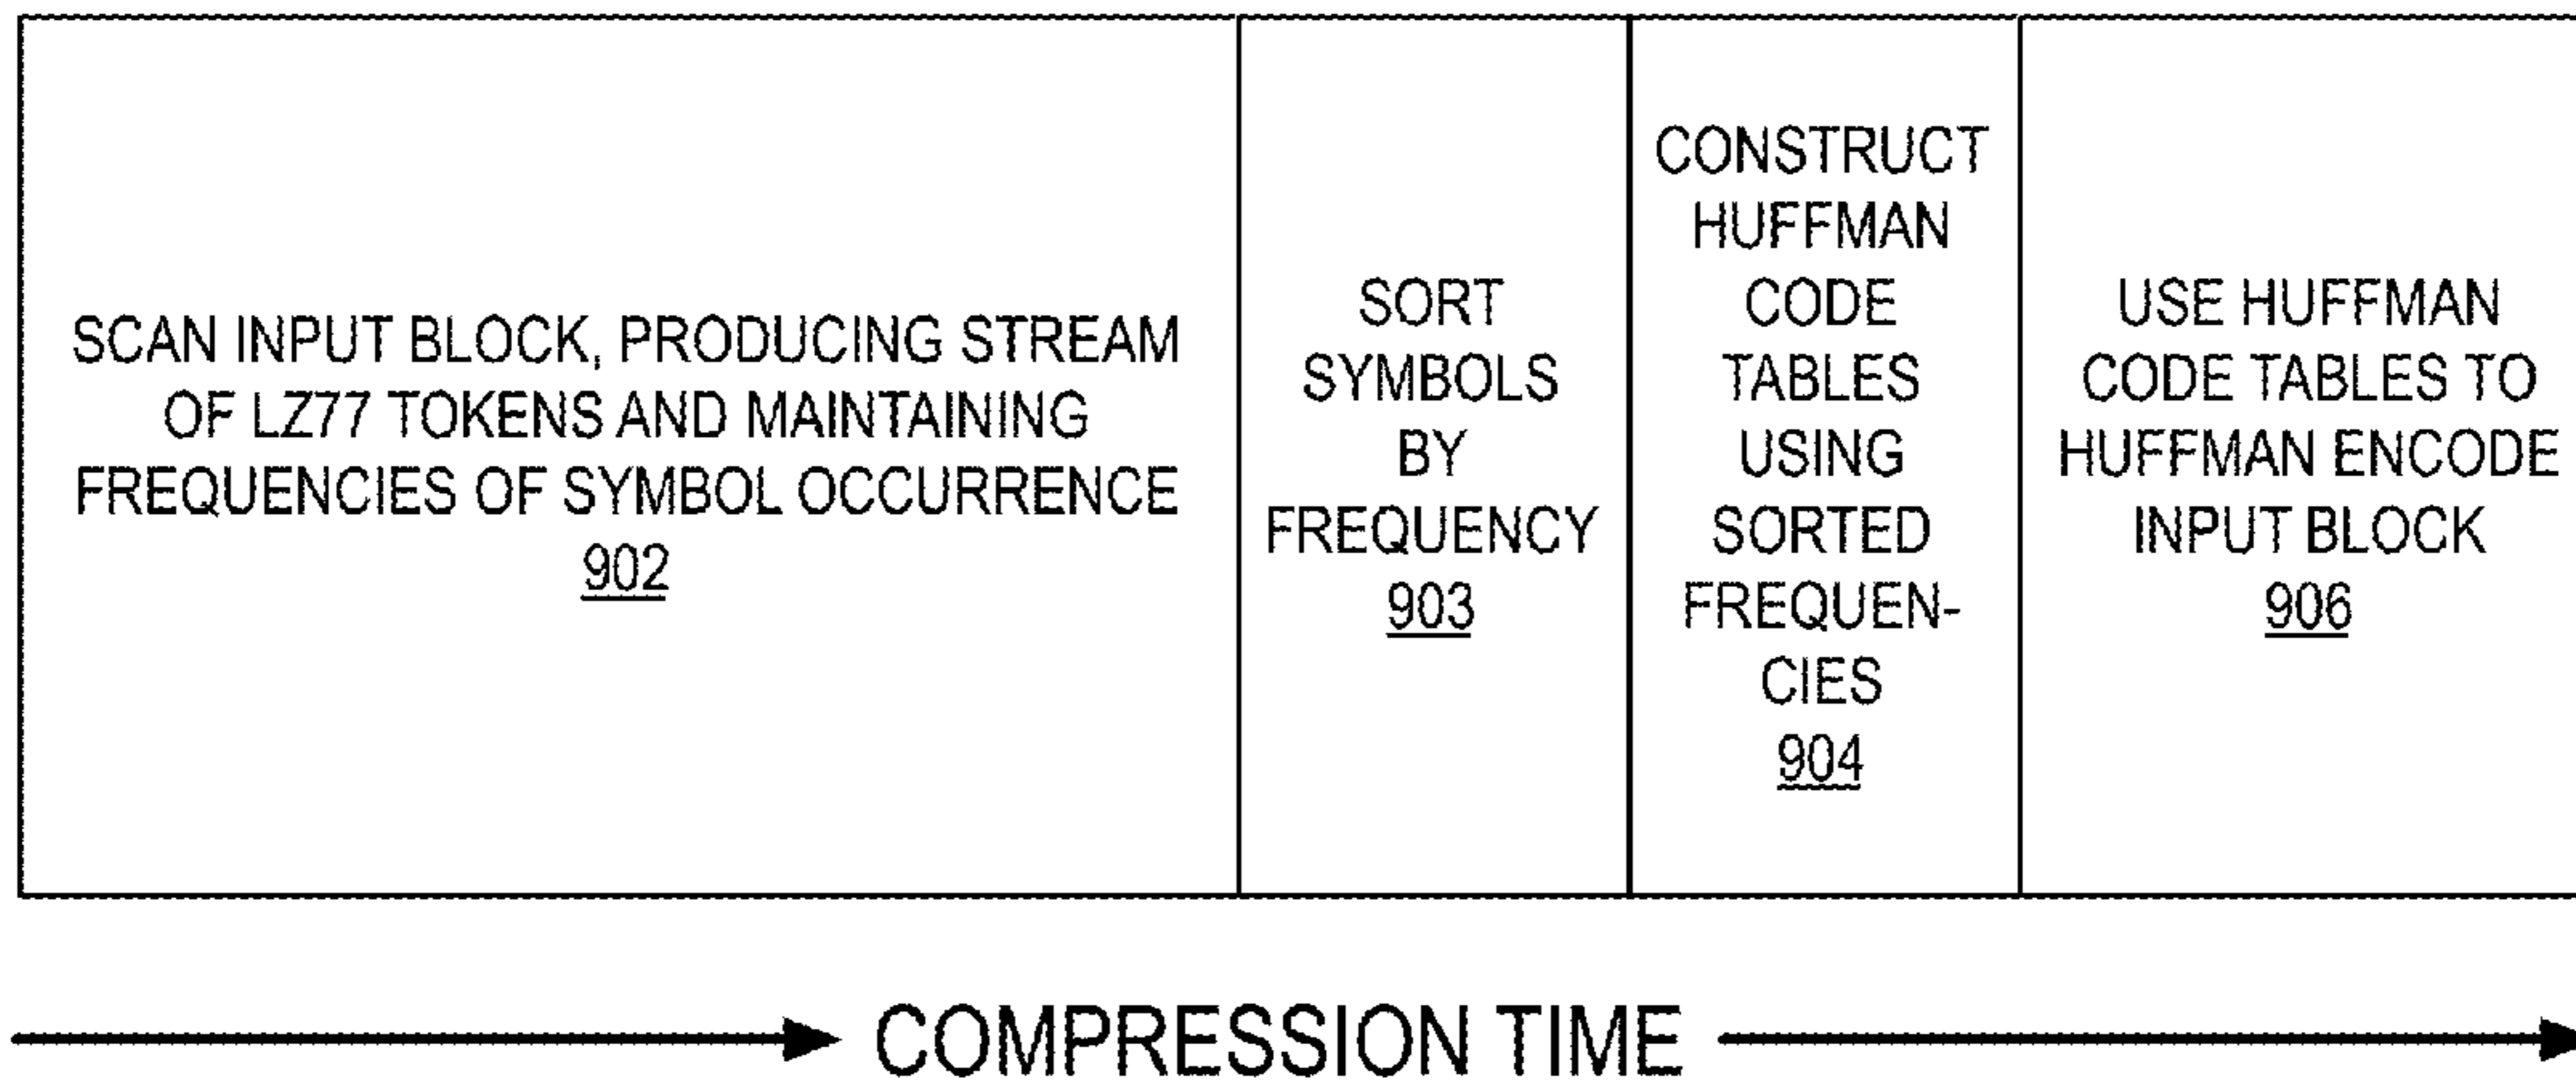 SCAN INPUT BLOCK, PRODUCING STREAM
OF LZ77 TOKENS AND MAINTAINING
FREQUENCIES OF SYMBOL OCCURRENCE
902
SORT
SYMBOLS
BY
FREQUENCY
903
CONSTRUCT
HUFFMAN
CODE
TABLES
USING
SORTED
FREQUEN-
CIES
904
USE HUFFMAN
CODE TABLES TO
HUFFMAN ENCODE
INPUT BLOCK
906
COMPRESSION TIME